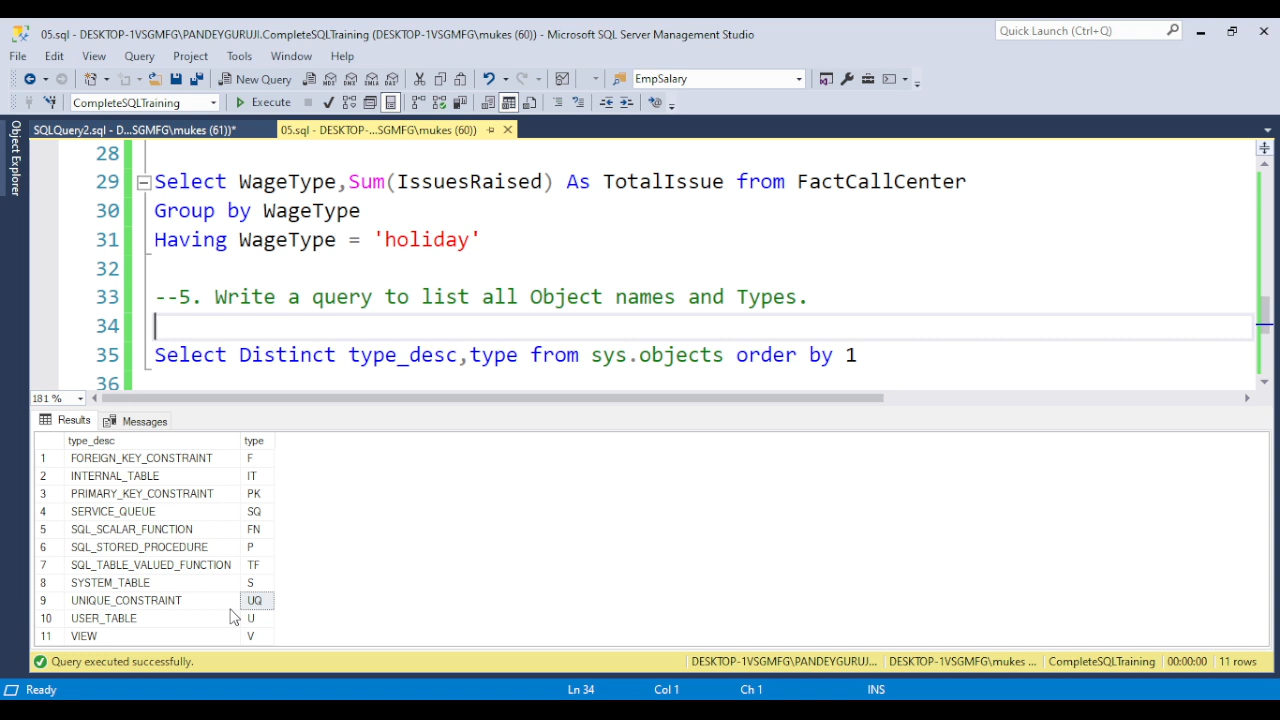 05.sql - DESKTOP-1VSGMFG\PANDEYGURUJI.CompleteSQLTraining (DESKTOP-1VSGMFG\mukes (60)) - Microsoft SQL Server Management Studio
Quick Launch (Ctrl+Q)
File Edit View Query Project Tools Window Help
New Query
EmpSalary
CompleteSQLTraining
Execute
Object Explorer
SQLQuery2.sql - D...SGMFG\mukes (61))*
05.sql - DESKTOP-...SGMFG\mukes (60))
28
29 Select WageType,Sum(IssuesRaised) As TotalIssue from FactCallCenter
30 Group by WageType
31 Having WageType = 'holiday'
32
33 --5. Write a query to list all Object names and Types.
34
35 Select Distinct type_desc,type from sys.objects order by 1
36
181 %
Results Messages
type_desc type
1 FOREIGN_KEY_CONSTRAINT F
2 INTERNAL_TABLE IT
3 PRIMARY_KEY_CONSTRAINT PK
4 SERVICE_QUEUE SQ
5 SQL_SCALAR_FUNCTION FN
6 SQL_STORED_PROCEDURE P
7 SQL_TABLE_VALUED_FUNCTION TF
8 SYSTEM_TABLE S
9 UNIQUE_CONSTRAINT UQ
10 USER_TABLE U
11 VIEW V
Query executed successfully. DESKTOP-1VSGMFG\PANDEYGURUJ... DESKTOP-1VSGMFG\mukes ... CompleteSQLTraining 00:00:00 11 rows
Ready Ln 34 Col 1 Ch 1 INS